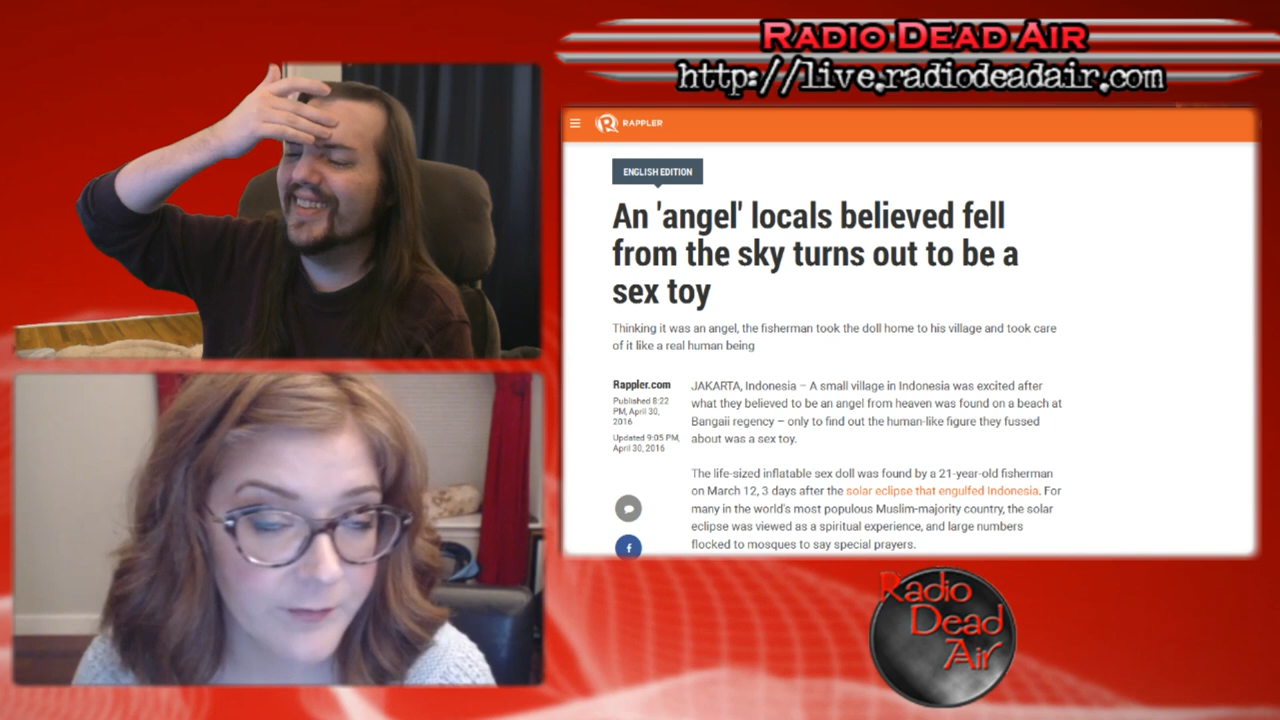 RADIO DEAD AIR
http://live.radiodeadair.com
RAPPLER
ENGLISH EDITION
An 'angel' locals believed fell
from the sky turns out to be a
sex toy
Thinking it was an angel, the fisherman took the doll home to his village and took care
of it like a real human being
Rappler.com
Published 8:22
PM, April 30,
2016
Updated 9:05 PM,
April 30, 2016
JAKARTA, Indonesia – A small village in Indonesia was excited after
what they believed to be an angel from heaven was found on a beach at
Bangaii regency – only to find out the human-like figure they fussed
about was a sex toy.
The life-sized inflatable sex doll was found by a 21-year-old fisherman
on March 12, 3 days after the solar eclipse that engulfed Indonesia. For
many in the world's most populous Muslim-majority country, the solar
eclipse was viewed as a spiritual experience, and large numbers
flocked to mosques to say special prayers.
Radio
Dead
Air